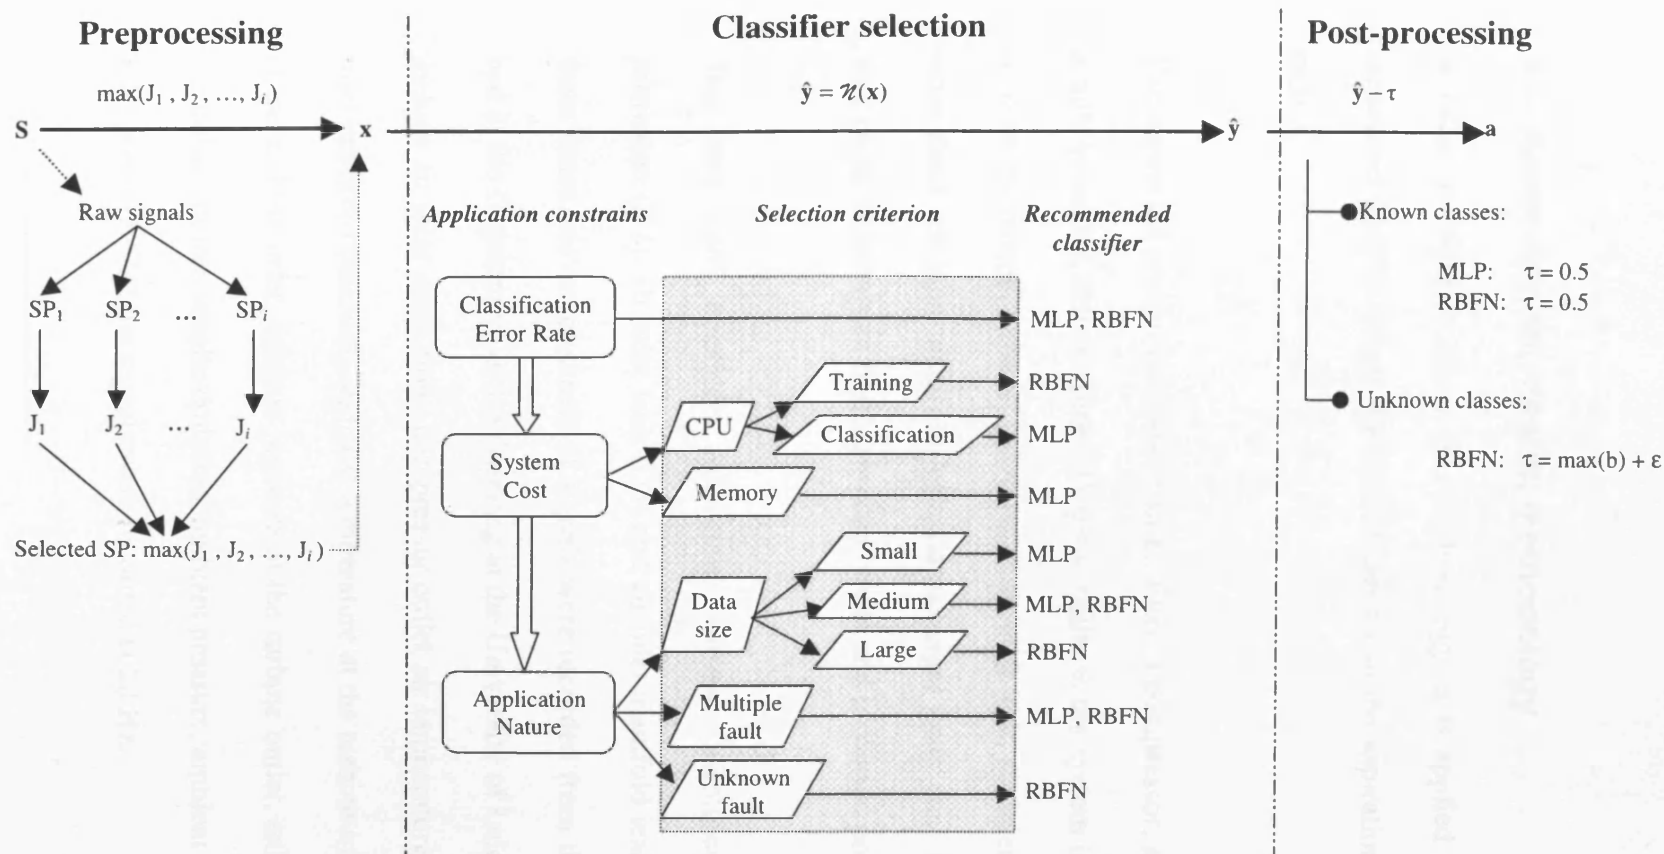 Preprocessing
Classifier selection
Post-processing
max(J₁ , J₂ , ..., Jᵢ)
ŷ = 𝒩(x)
ŷ – τ
S
x
ŷ
a
Raw signals
SP₁
SP₂
...
SPᵢ
J₁
J₂
...
Jᵢ
Selected SP: max(J₁ , J₂ , ..., Jᵢ)
Application constrains
Selection criterion
Recommended
classifier
Classification
Error Rate
MLP, RBFN
System
Cost
CPU
Training
RBFN
Classification
MLP
Memory
MLP
Application
Nature
Data
size
Small
MLP
Medium
MLP, RBFN
Large
RBFN
Multiple
fault
MLP, RBFN
Unknown
fault
RBFN
Known classes:
MLP: τ = 0.5
RBFN: τ = 0.5
Unknown classes:
RBFN: τ = max(b) + ε